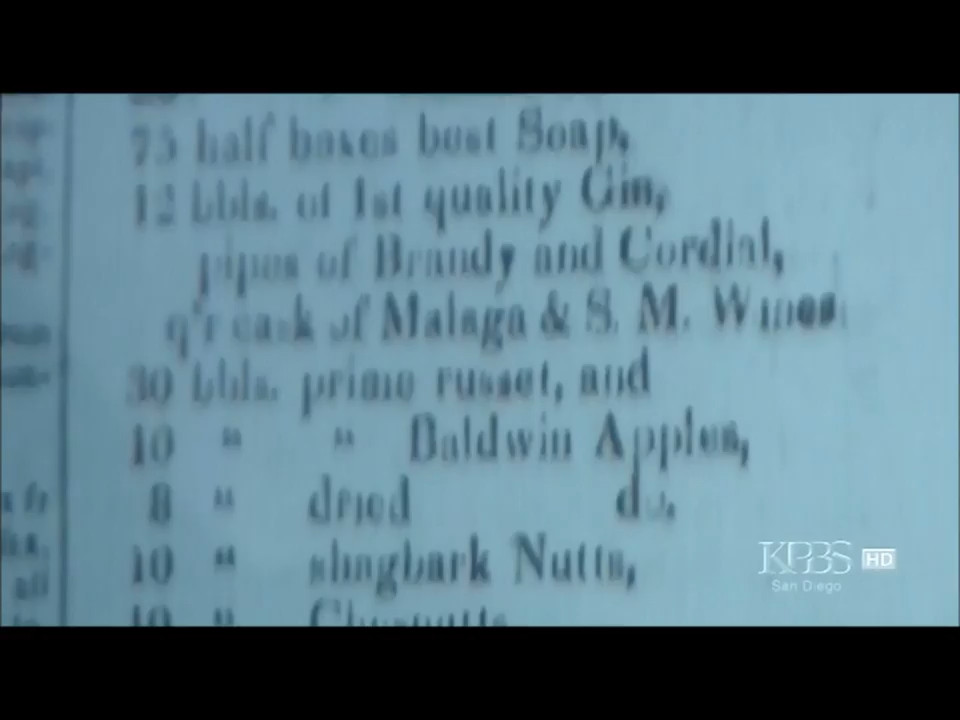 75 half boxes best Soap,
12 bbls. of 1st quality Gin,
pipes of Brandy and Cordial,
q'r cask of Malaga & S. M. Wines
30 bbls. prime russet, and
10 " " Baldwin Apples,
8 " dried do.
10 " shagbark Nutts,
10 " Chesnutts
KPBS HD
San Diego